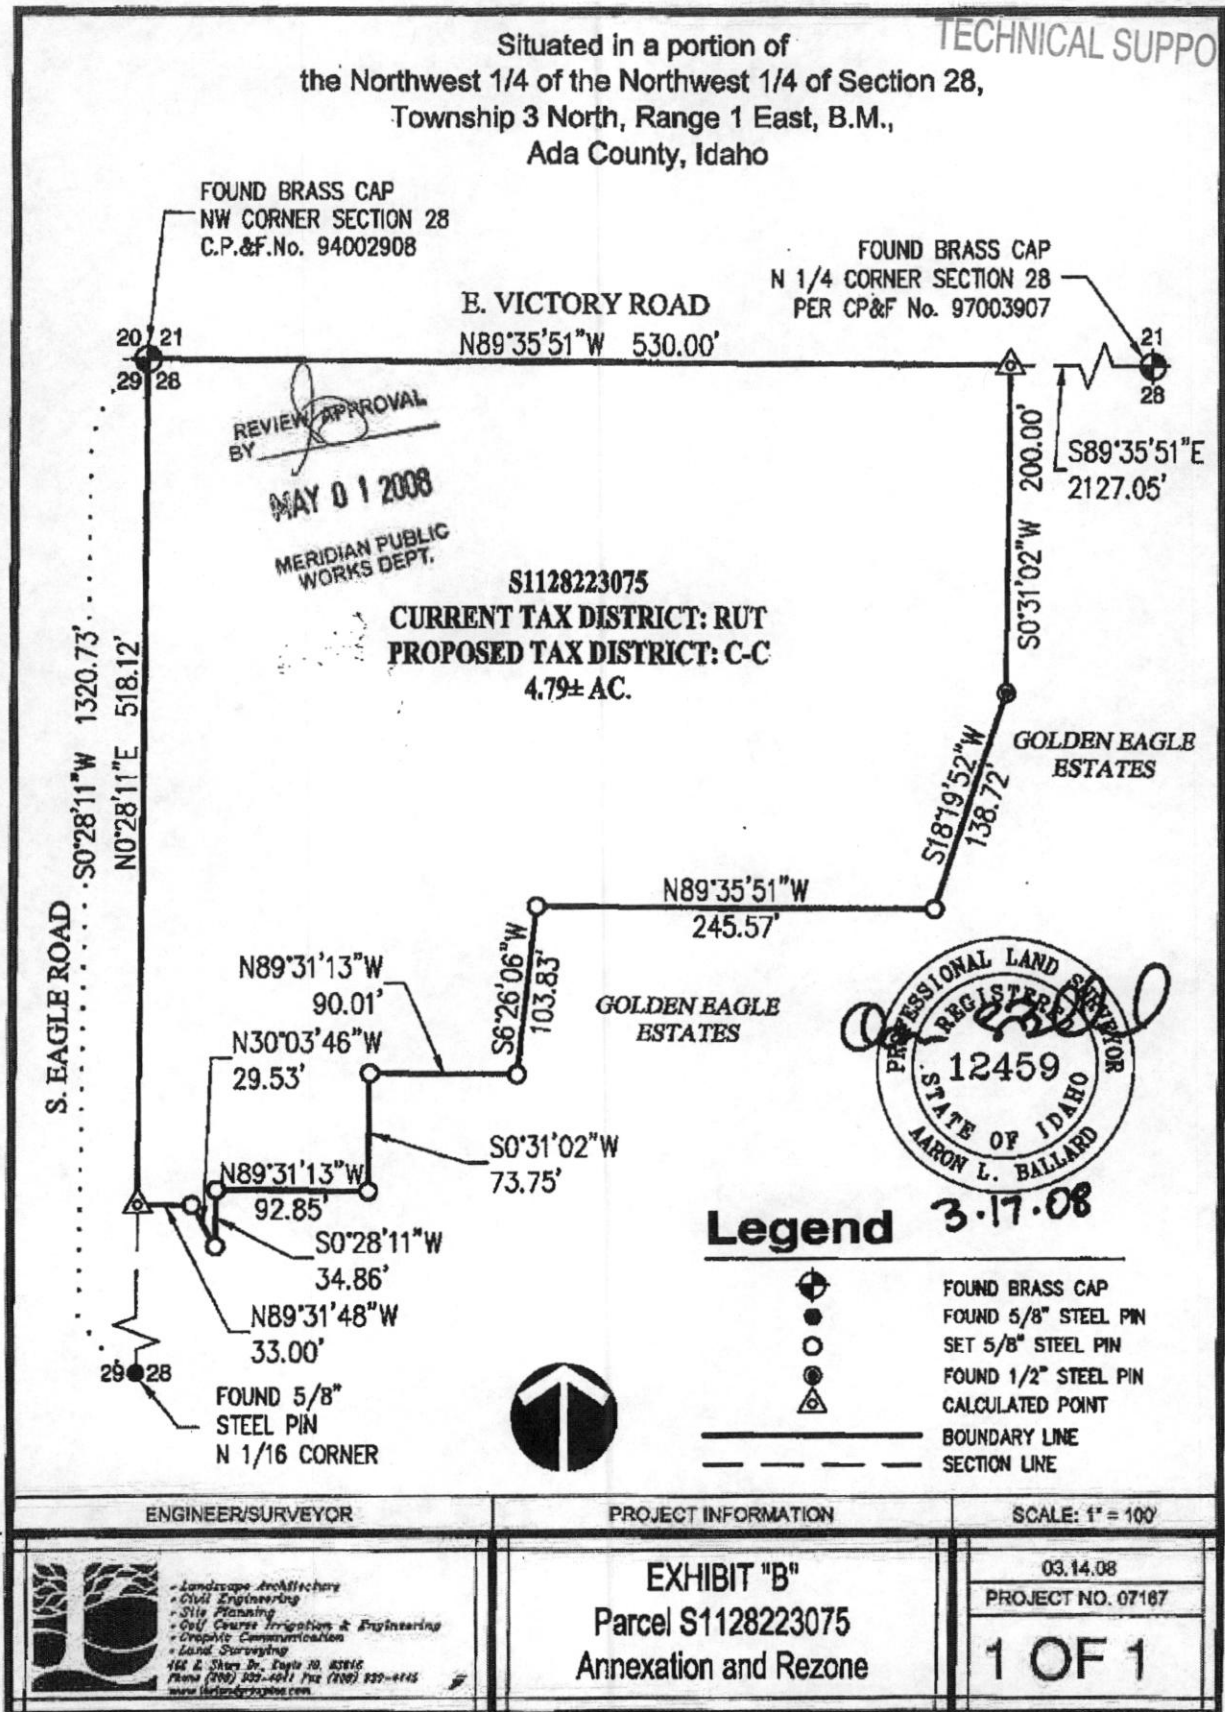 TECHNICAL SUPPO
Situated in a portion of
the Northwest 1/4 of the Northwest 1/4 of Section 28,
Township 3 North, Range 1 East, B.M.,
Ada County, Idaho
FOUND BRASS CAP
NW CORNER SECTION 28
C.P.&F.No. 94002908
FOUND BRASS CAP
N 1/4 CORNER SECTION 28
PER CP&F No. 97003907
E. VICTORY ROAD
N89°35'51"W 530.00'
20 21
29 28
21
28
REVIEW APPROVAL
BY
MAY 0 1 2008
MERIDIAN PUBLIC
WORKS DEPT.
S89°35'51"E
2127.05'
S0°31'02"W 200.00'
S1128223075
CURRENT TAX DISTRICT: RUT
PROPOSED TAX DISTRICT: C-C
4.79± AC.
S0°28'11"W 1320.73'
N0°28'11"E 518.12'
S. EAGLE ROAD
GOLDEN EAGLE
ESTATES
S18°19'52"W
138.72'
N89°35'51"W
245.57'
S6°26'06"W
103.83'
GOLDEN EAGLE
ESTATES
N89°31'13"W
90.01'
N30°03'46"W
29.53'
S0°31'02"W
73.75'
N89°31'13"W
92.85'
S0°28'11"W
34.86'
N89°31'48"W
33.00'
29 28
FOUND 5/8"
STEEL PIN
N 1/16 CORNER
PROFESSIONAL LAND SURVEYOR
REGISTERED
12459
STATE OF IDAHO
AARON L. BALLARD
3.17.08
Legend
FOUND BRASS CAP
FOUND 5/8" STEEL PIN
SET 5/8" STEEL PIN
FOUND 1/2" STEEL PIN
CALCULATED POINT
BOUNDARY LINE
SECTION LINE
ENGINEER/SURVEYOR
PROJECT INFORMATION
SCALE: 1" = 100'
- Landscape Architecture
- Civil Engineering
- Site Planning
- Golf Course Irrigation & Engineering
- Graphic Communication
- Land Surveying
EXHIBIT "B"
Parcel S1128223075
Annexation and Rezone
03.14.08
PROJECT NO. 07167
1 OF 1